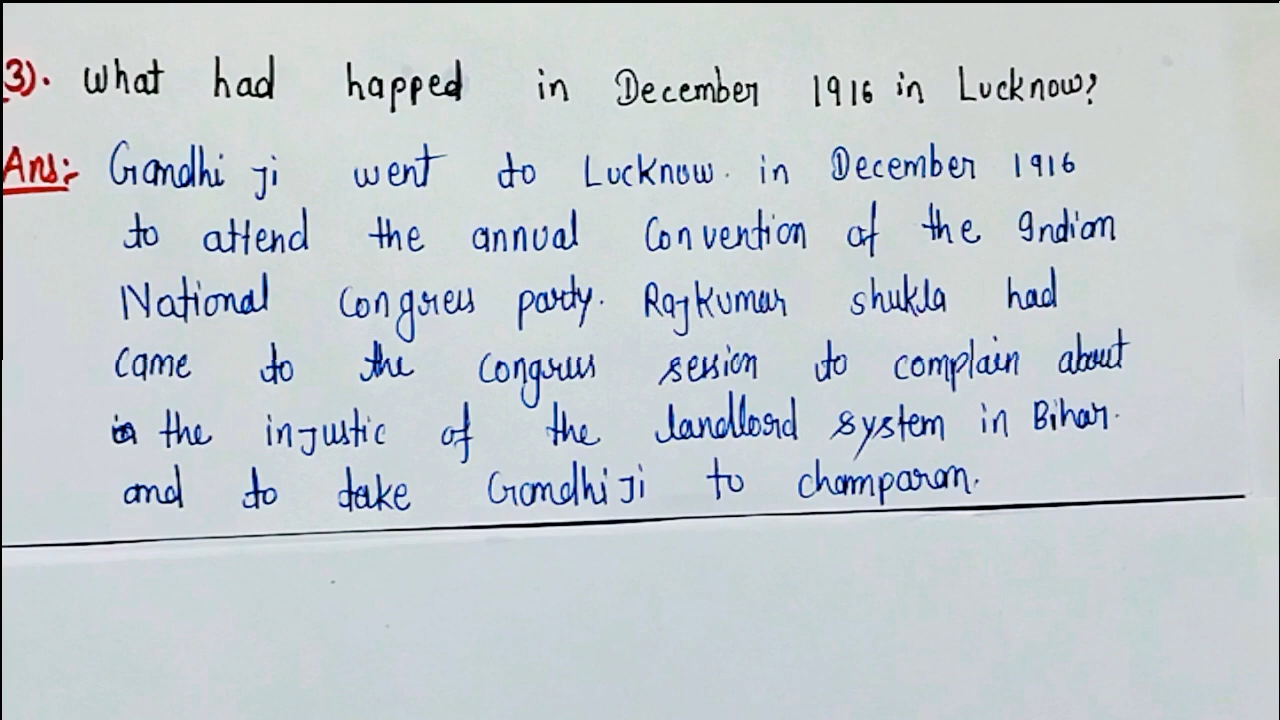 3). What had happed in December 1916 in Lucknow?
Ans:- Gandhi ji went to Lucknow. in December 1916
to attend the annual Convention of the Indian
National Congress party. Rajkumar shukla had
came to the congress session to complain about
the injustic of the landlord system in Bihar.
and to take Gandhi ji to champaran.